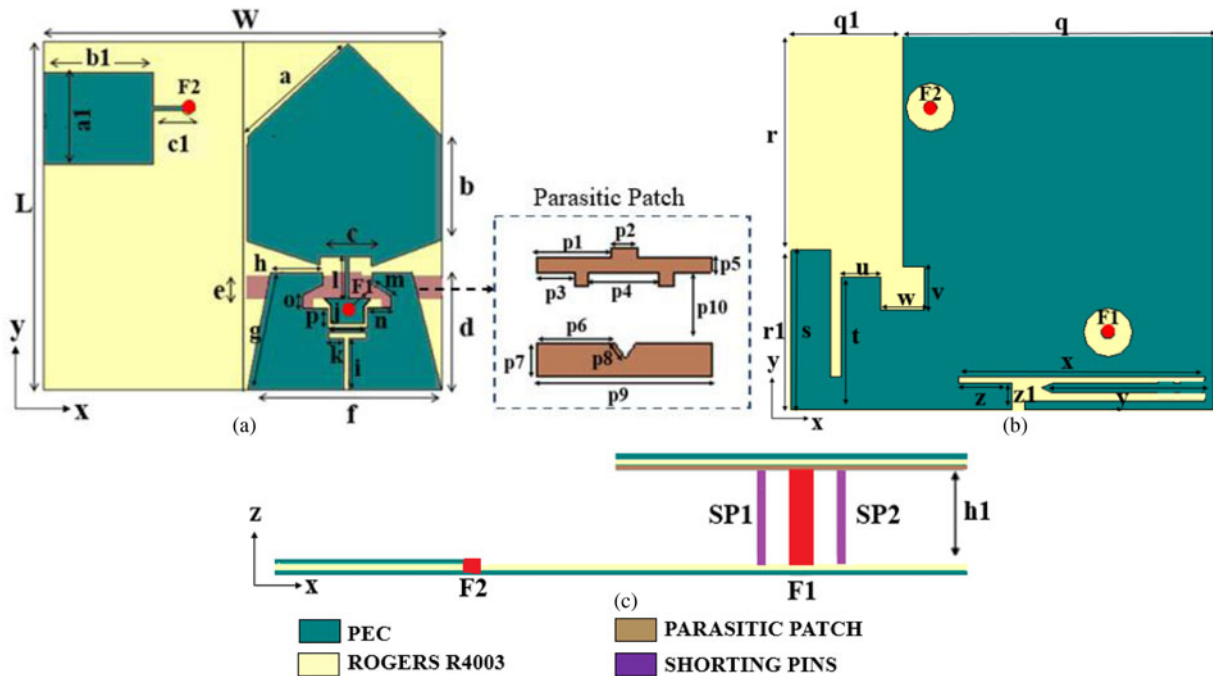 W
b1
a1
F2
c1
a
b
c
L
h
l
F1
m
e
o
j
p
n
g
k
i
d
f
y
x
(a)
Parasitic Patch
p1
p2
p5
p3
p4
p10
p6
p7
p8
p9
q1
q
F2
r
u
w
v
r1
s
t
F1
x
z
z1
y
y
x
(b)
z
x
SP1
SP2
h1
F2
F1
(c)
PEC
PARASITIC PATCH
ROGERS R4003
SHORTING PINS